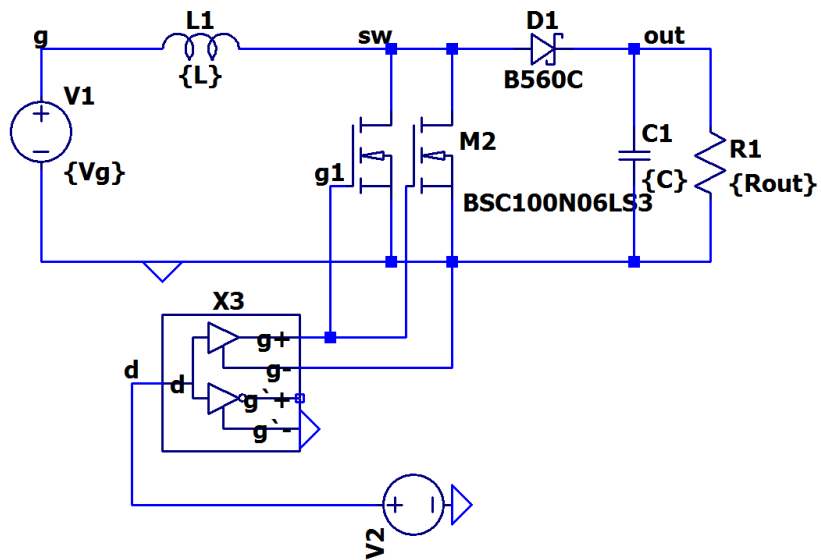 g
L1
{L}
sw
D1
B560C
out
V1
+
−
{Vg}
g1
M2
BSC100N06LS3
C1
{C}
R1
{Rout}
X3
d
d
g+
g-
g`+
g`-
+
−
V2